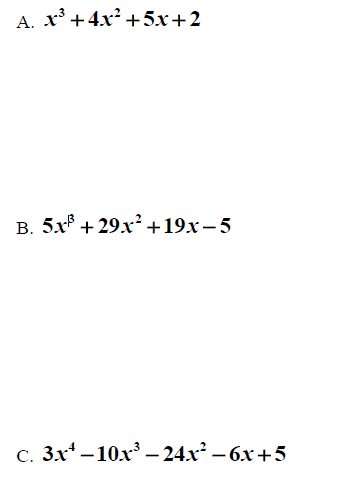 A. x³ + 4x² + 5x + 2
B. 5x³ + 29x² + 19x − 5
C. 3x⁴ − 10x³ − 24x² − 6x + 5